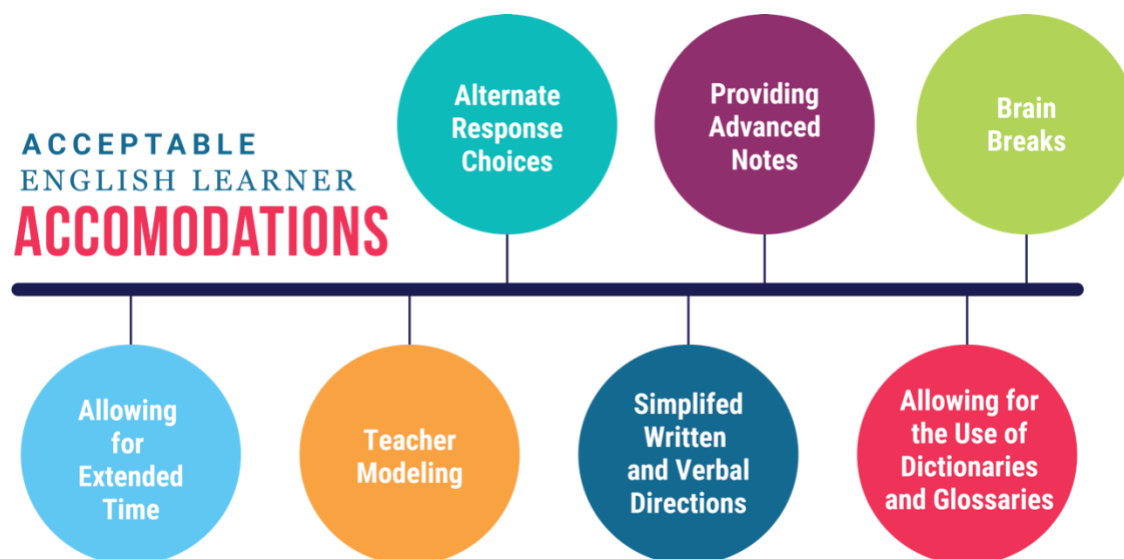 ACCEPTABLE
ENGLISH LEARNER
ACCOMODATIONS
Alternate
Response
Choices
Providing
Advanced
Notes
Brain
Breaks
Allowing
for
Extended
Time
Teacher
Modeling
Simplifed
Written
and Verbal
Directions
Allowing for
the Use of
Dictionaries
and Glossaries